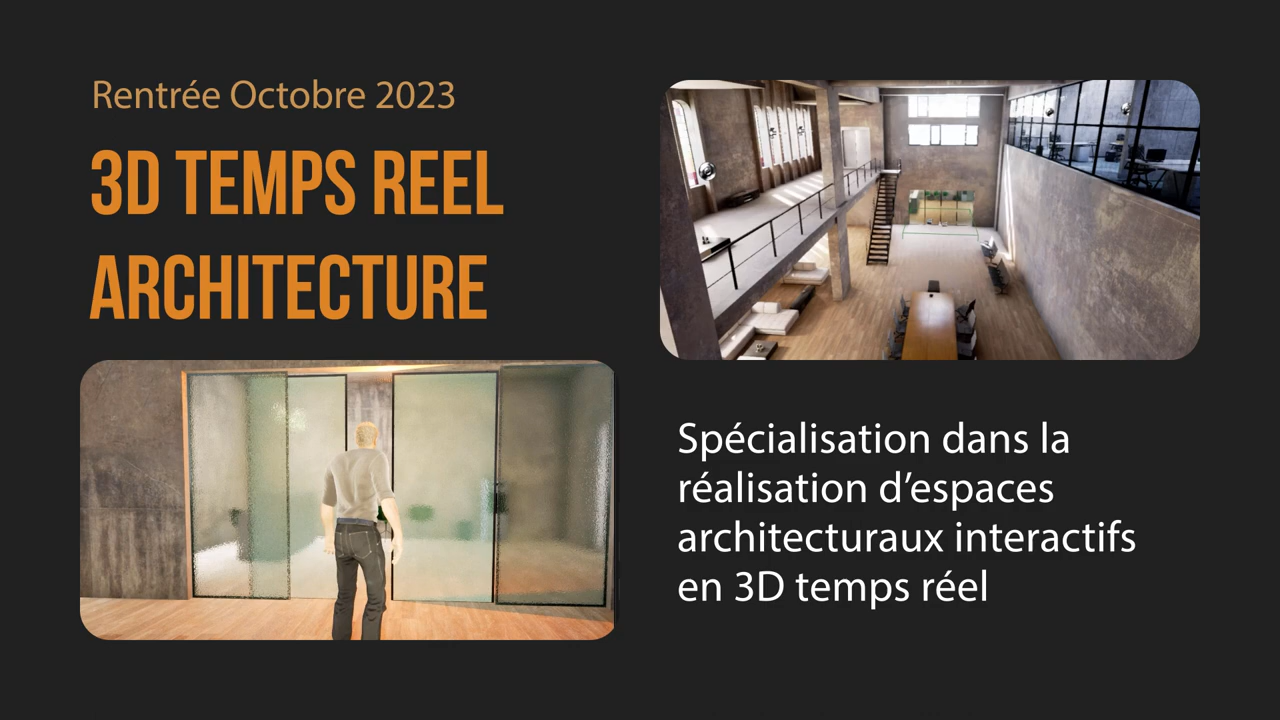 Rentrée Octobre 2023
3D TEMPS REEL
ARCHITECTURE
Spécialisation dans la
réalisation d’espaces
architecturaux interactifs
en 3D temps réel